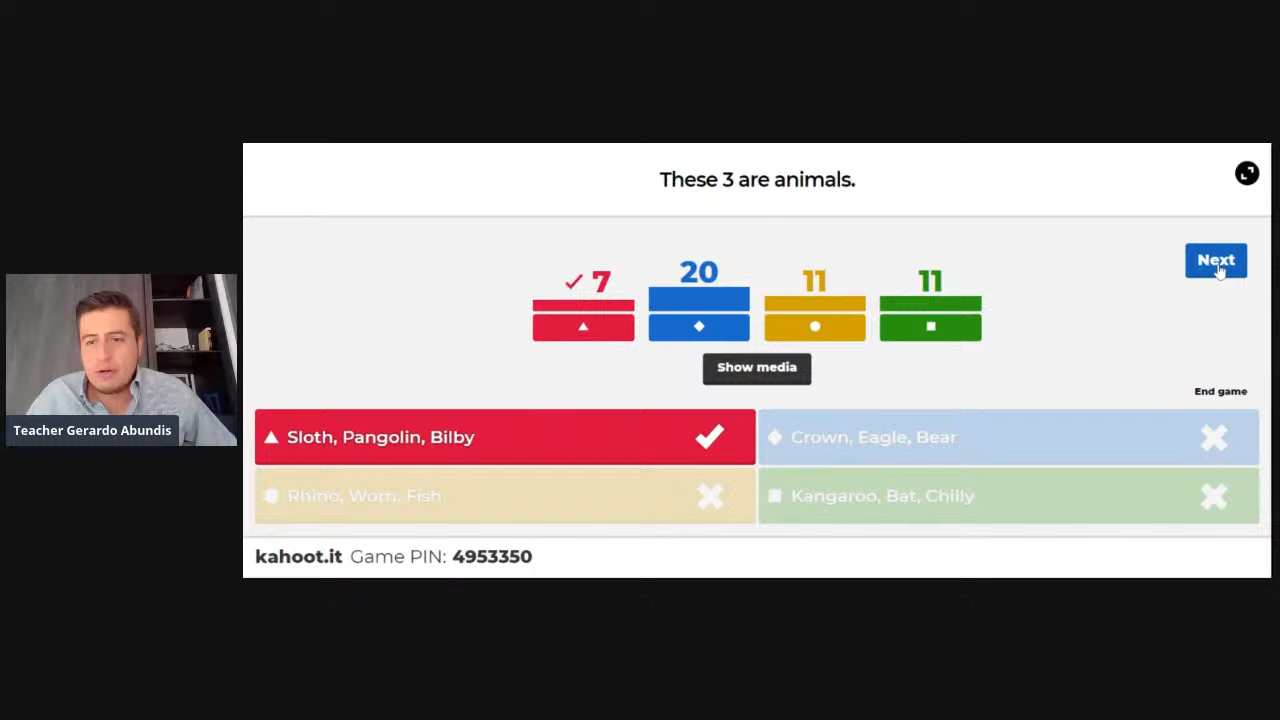 These 3 are animals.
Next
7
20
11
11
Show media
End game
Teacher Gerardo Abundis
Sloth, Pangolin, Bilby
Crown, Eagle, Bear
Rhino, Worn, Fish
Kangaroo, Bat, Chilly
kahoot.it Game PIN: 4953350